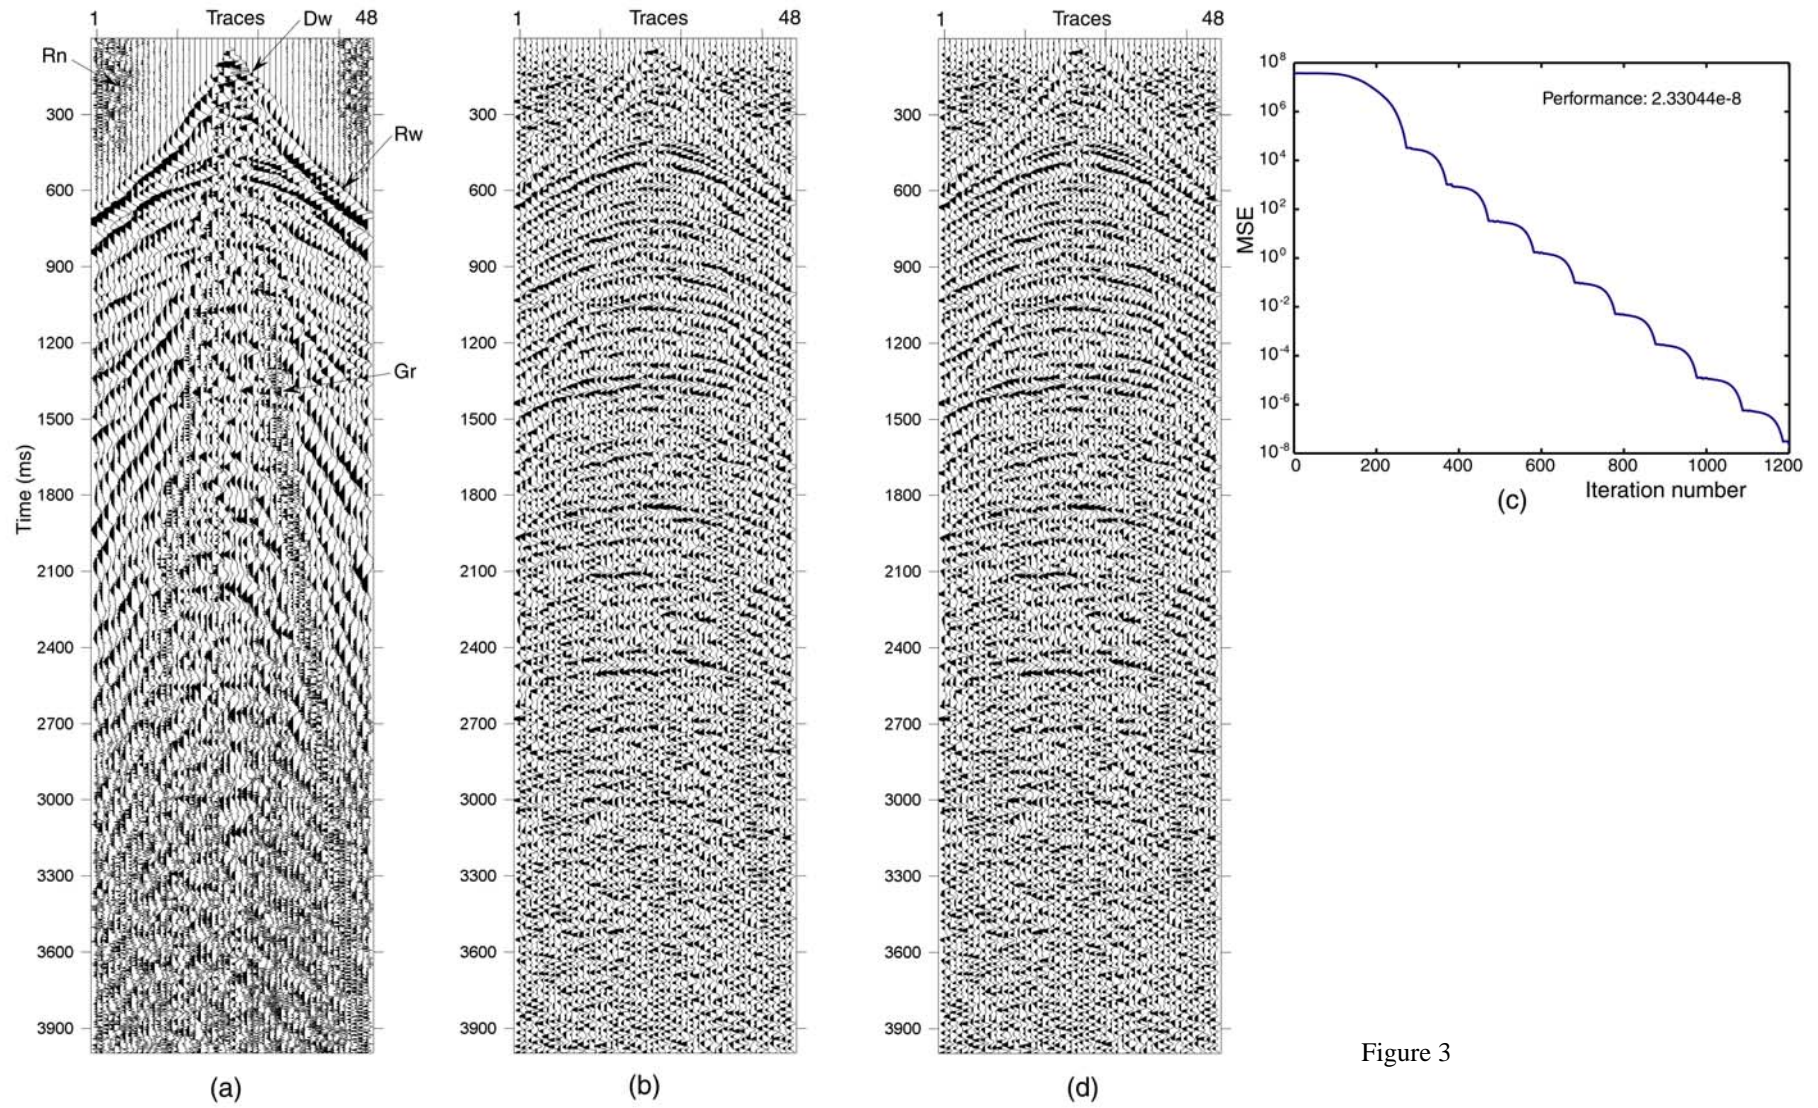 1 Traces 48
Dw
Rn
Rw
Gr
Time (ms)
300
600
900
1200
1500
1800
2100
2400
2700
3000
3300
3600
3900
(a)
1 Traces 48
300
600
900
1200
1500
1800
2100
2400
2700
3000
3300
3600
3900
(b)
1 Traces 48
300
600
900
1200
1500
1800
2100
2400
2700
3000
3300
3600
3900
(d)
10^8
10^6
10^4
10^2
10^0
10^-2
10^-4
10^-6
10^-8
MSE
Performance: 2.33044e-8
0 200 400 600 800 1000 1200
Iteration number
(c)
Figure 3